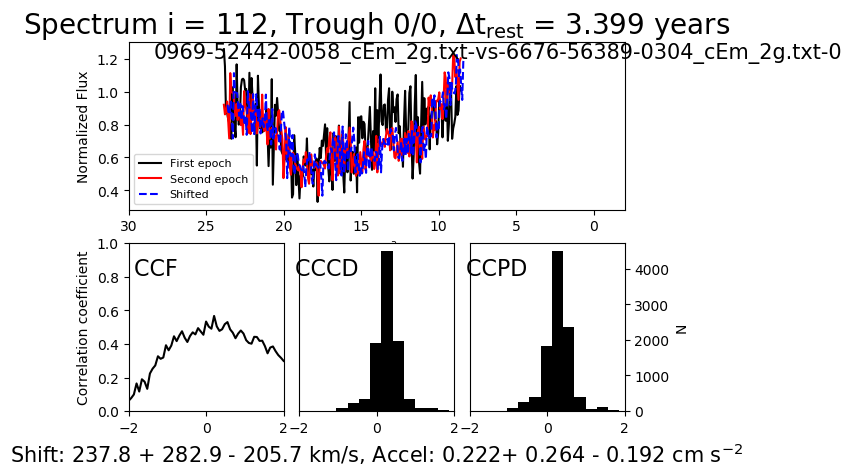 Spectrum i = 112, Trough 0/0, Δt_rest = 3.399 years
0969-52442-0058_cEm_2g.txt-vs-6676-56389-0304_cEm_2g.txt-0
Normalized Flux
1.2
1.0
0.8
0.6
0.4
First epoch
Second epoch
Shifted
30 25 20 15 10 5 0
Correlation coefficient
1.0
0.8
0.6
0.4
0.2
0.0
CCF
CCCD
CCPD
4000
3000
2000
1000
0
N
−2 0 2
−2 0 2
−2 0 2
Shift: 237.8 + 282.9 - 205.7 km/s, Accel: 0.222+ 0.264 - 0.192 cm s⁻²